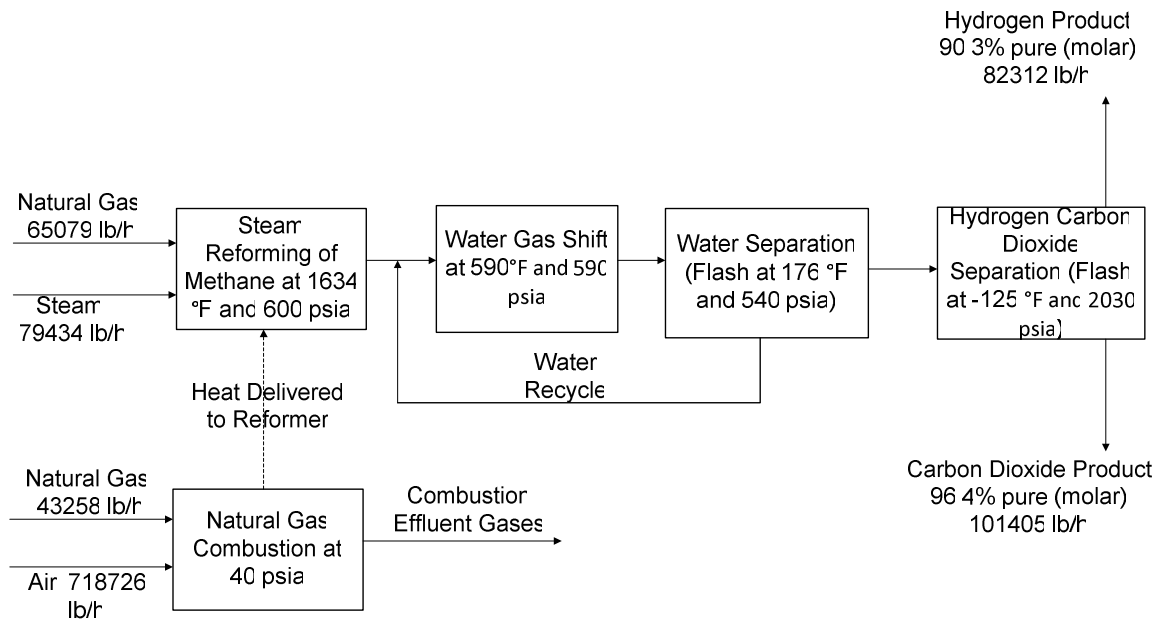 Hydrogen Product
90 3% pure (molar)
82312 lb/h
Natural Gas
65079 lb/h
Steam
79434 lb/h
Steam
Reforming of
Methane at 1634
°F and 600 psia
Water Gas Shift
at 590°F and 590
psia
Water Separation
(Flash at 176 °F
and 540 psia)
Hydrogen Carbon
Dioxide
Separation (Flash
at -125 °F and 2030
psia)
Water
Recycle
Heat Delivered
to Reformer
Natural Gas
43258 lb/h
Air 718726
lb/h
Natural Gas
Combustion at
40 psia
Combustion
Effluent Gases
Carbon Dioxide Product
96 4% pure (molar)
101405 lb/h